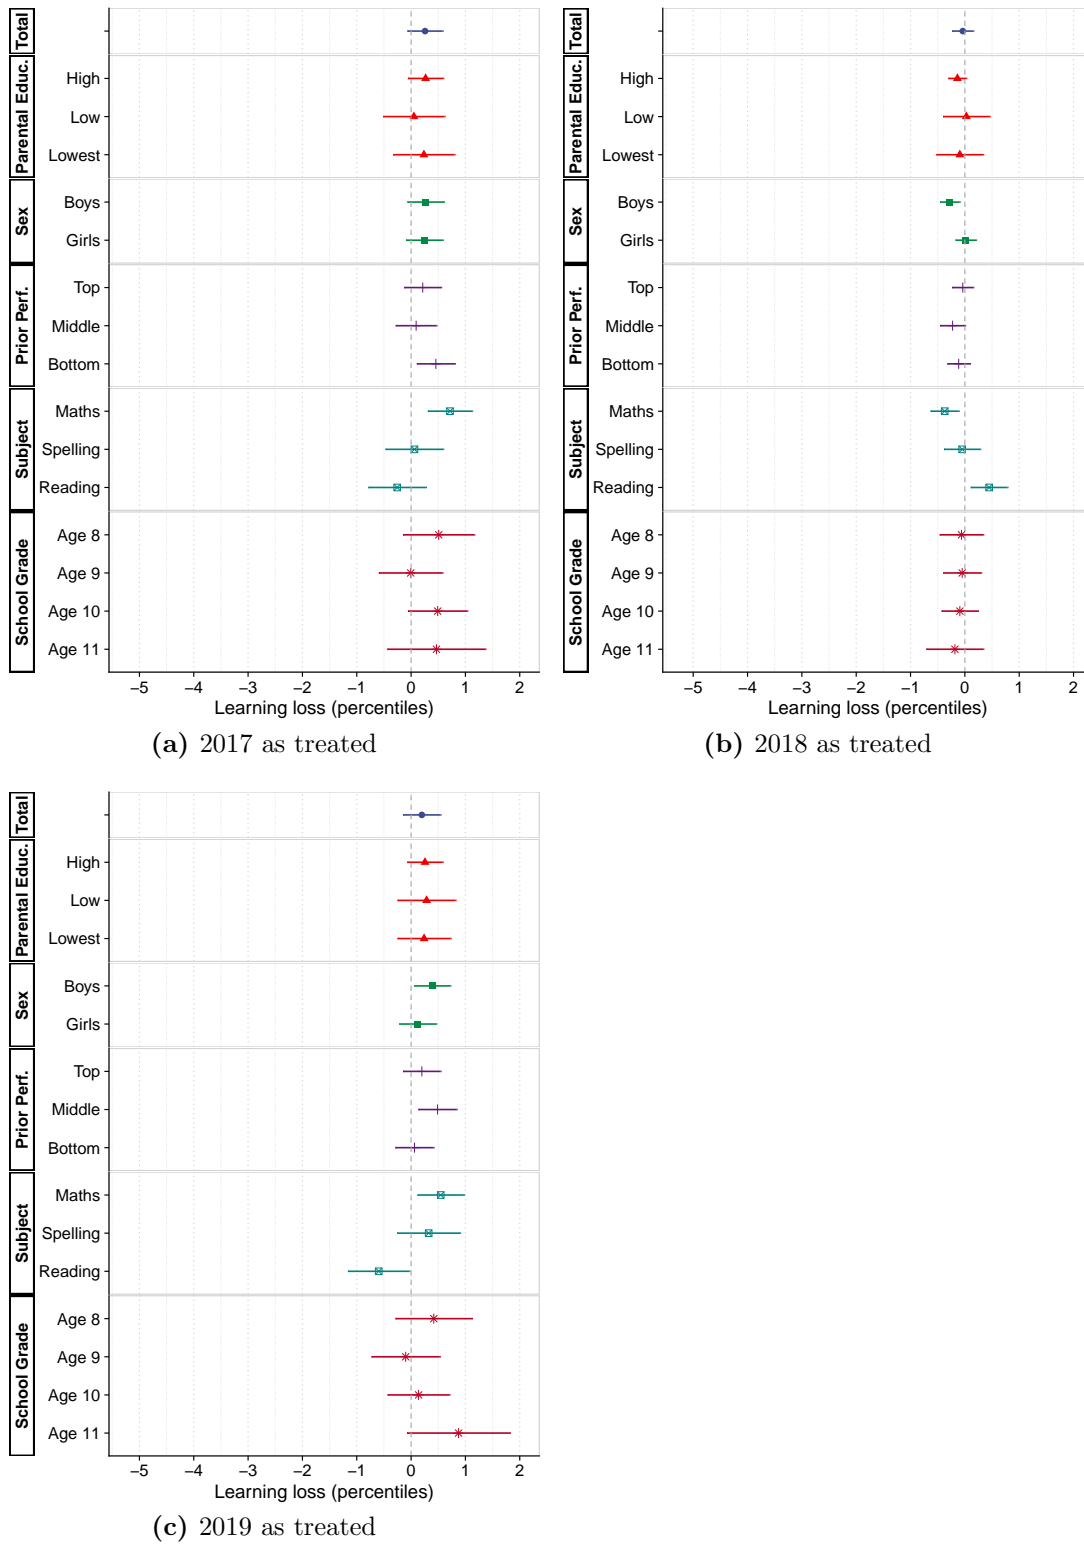 Total
Parental Educ.
High
Low
Lowest
Sex
Boys
Girls
Prior Perf.
Top
Middle
Bottom
Subject
Maths
Spelling
Reading
School Grade
Age 8
Age 9
Age 10
Age 11
−5 −4 −3 −2 −1 0 1 2
Learning loss (percentiles)
(a) 2017 as treated
Total
Parental Educ.
High
Low
Lowest
Sex
Boys
Girls
Prior Perf.
Top
Middle
Bottom
Subject
Maths
Spelling
Reading
School Grade
Age 8
Age 9
Age 10
Age 11
−5 −4 −3 −2 −1 0 1 2
Learning loss (percentiles)
(b) 2018 as treated
Total
Parental Educ.
High
Low
Lowest
Sex
Boys
Girls
Prior Perf.
Top
Middle
Bottom
Subject
Maths
Spelling
Reading
School Grade
Age 8
Age 9
Age 10
Age 11
−5 −4 −3 −2 −1 0 1 2
Learning loss (percentiles)
(c) 2019 as treated